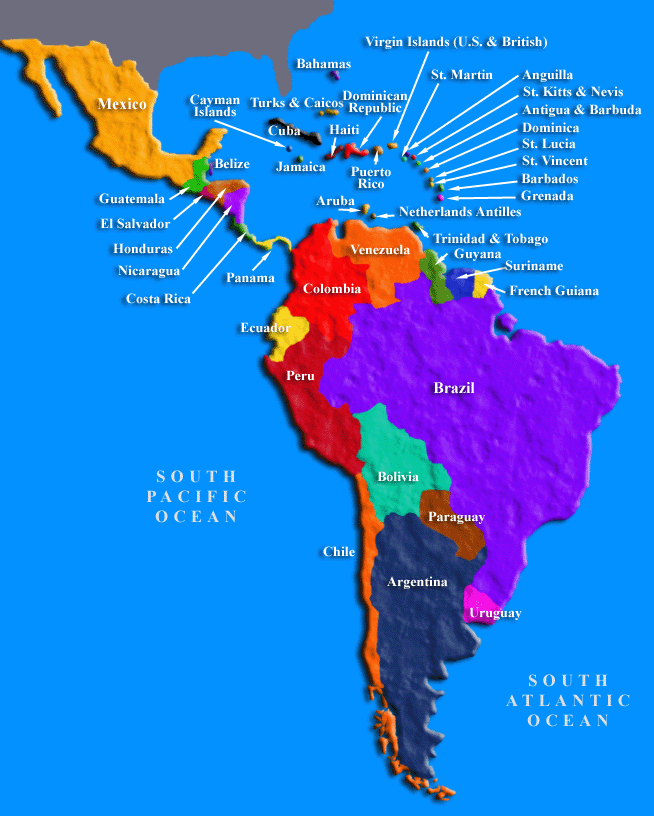 Virgin Islands (U.S. & British)
Bahamas
St. Martin
Anguilla
St. Kitts & Nevis
Antigua & Barbuda
Dominica
St. Lucia
St. Vincent
Barbados
Grenada
Mexico
Cayman
Islands
Turks & Caicos
Dominican
Republic
Cuba
Haiti
Jamaica
Puerto
Rico
Belize
Guatemala
El Salvador
Honduras
Nicaragua
Costa Rica
Panama
Aruba
Netherlands Antilles
Trinidad & Tobago
Venezuela
Guyana
Suriname
French Guiana
Colombia
Ecuador
Peru
Brazil
Bolivia
SOUTH
PACIFIC
OCEAN
Paraguay
Chile
Argentina
Uruguay
SOUTH
ATLANTIC
OCEAN